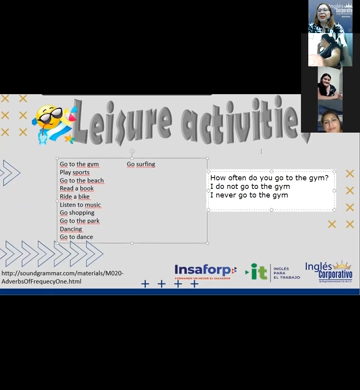 Leisure activities
Go to the gym
Go surfing
Play sports
Go to the beach
Read a book
Ride a bike
Listen to music
Go shopping
Go to the park
Dancing
Go to dance
How often do you go to the gym?
I do not go to the gym
I never go to the gym
http://soundgrammar.com/materials/M020-
AdverbsOfFrequecyOne.html
Insaforp
it
INGLÉS
PARA
EL TRABAJO
Inglés
Corporativo